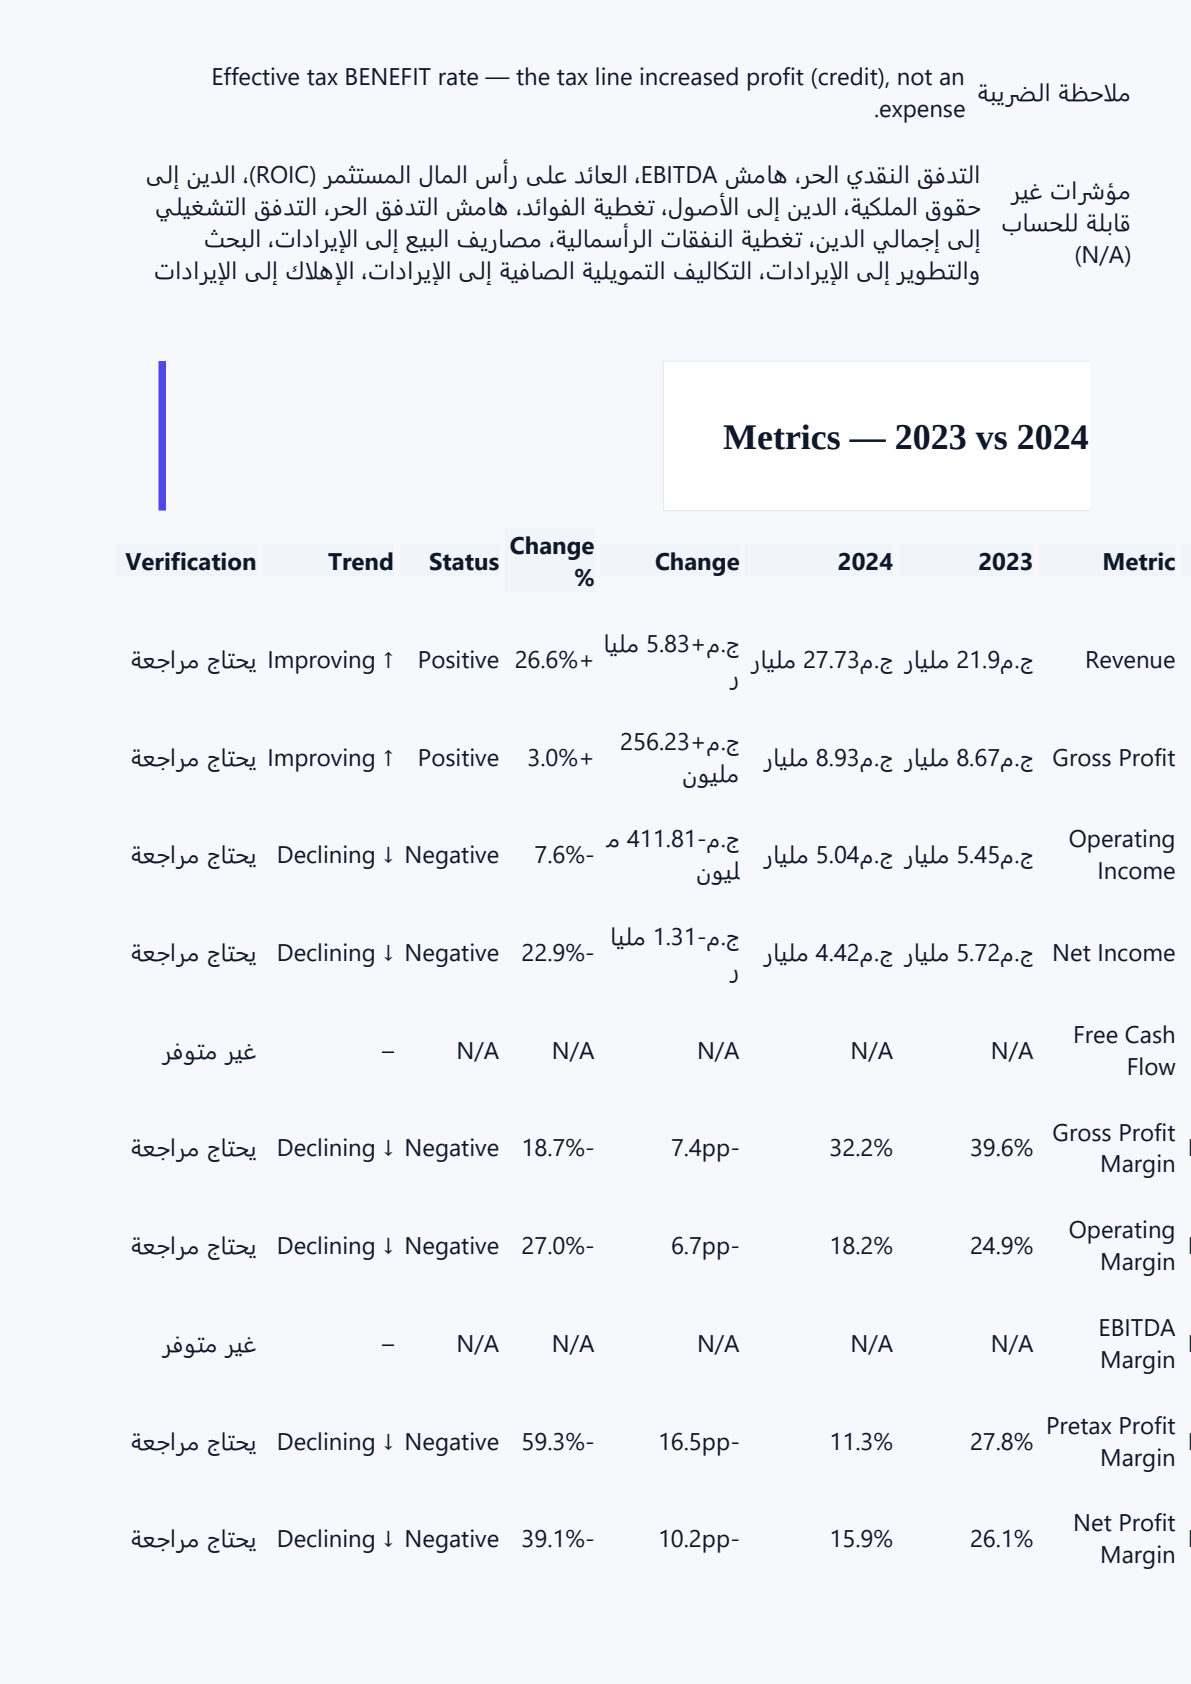 ملاحظة الضريبة
Effective tax BENEFIT rate — the tax line increased profit (credit), not an
expense.
مؤشرات غير
قابلة للحساب
(N/A)
التدفق النقدي الحر، هامش EBITDA، العائد على رأس المال المستثمر (ROIC)، الدين إلى
حقوق الملكية، الدين إلى الأصول، تغطية الفوائد، هامش التدفق الحر، التدفق التشغيلي
إلى إجمالي الدين، تغطية النفقات الرأسمالية، مصاريف البيع إلى الإيرادات، البحث
والتطوير إلى الإيرادات، التكاليف التمويلية الصافية إلى الإيرادات، الإهلاك إلى الإيرادات
Metrics — 2023 vs 2024
Metric 2023 2024 Change Change % Status Trend Verification
Revenue ج.م21.9 مليار ج.م27.73 مليار ج.م+5.83 مليار +26.6% Positive Improving ↑ يحتاج مراجعة
Gross Profit ج.م8.67 مليار ج.م8.93 مليار ج.م+256.23 مليون +3.0% Positive Improving ↑ يحتاج مراجعة
Operating Income ج.م5.45 مليار ج.م5.04 مليار ج.م-411.81 مليون -7.6% Negative Declining ↓ يحتاج مراجعة
Net Income ج.م5.72 مليار ج.م4.42 مليار ج.م-1.31 مليار -22.9% Negative Declining ↓ يحتاج مراجعة
Free Cash Flow N/A N/A N/A N/A N/A – غير متوفر
Gross Profit Margin 39.6% 32.2% -7.4pp -18.7% Negative Declining ↓ يحتاج مراجعة
Operating Margin 24.9% 18.2% -6.7pp -27.0% Negative Declining ↓ يحتاج مراجعة
EBITDA Margin N/A N/A N/A N/A N/A – غير متوفر
Pretax Profit Margin 27.8% 11.3% -16.5pp -59.3% Negative Declining ↓ يحتاج مراجعة
Net Profit Margin 26.1% 15.9% -10.2pp -39.1% Negative Declining ↓ يحتاج مراجعة